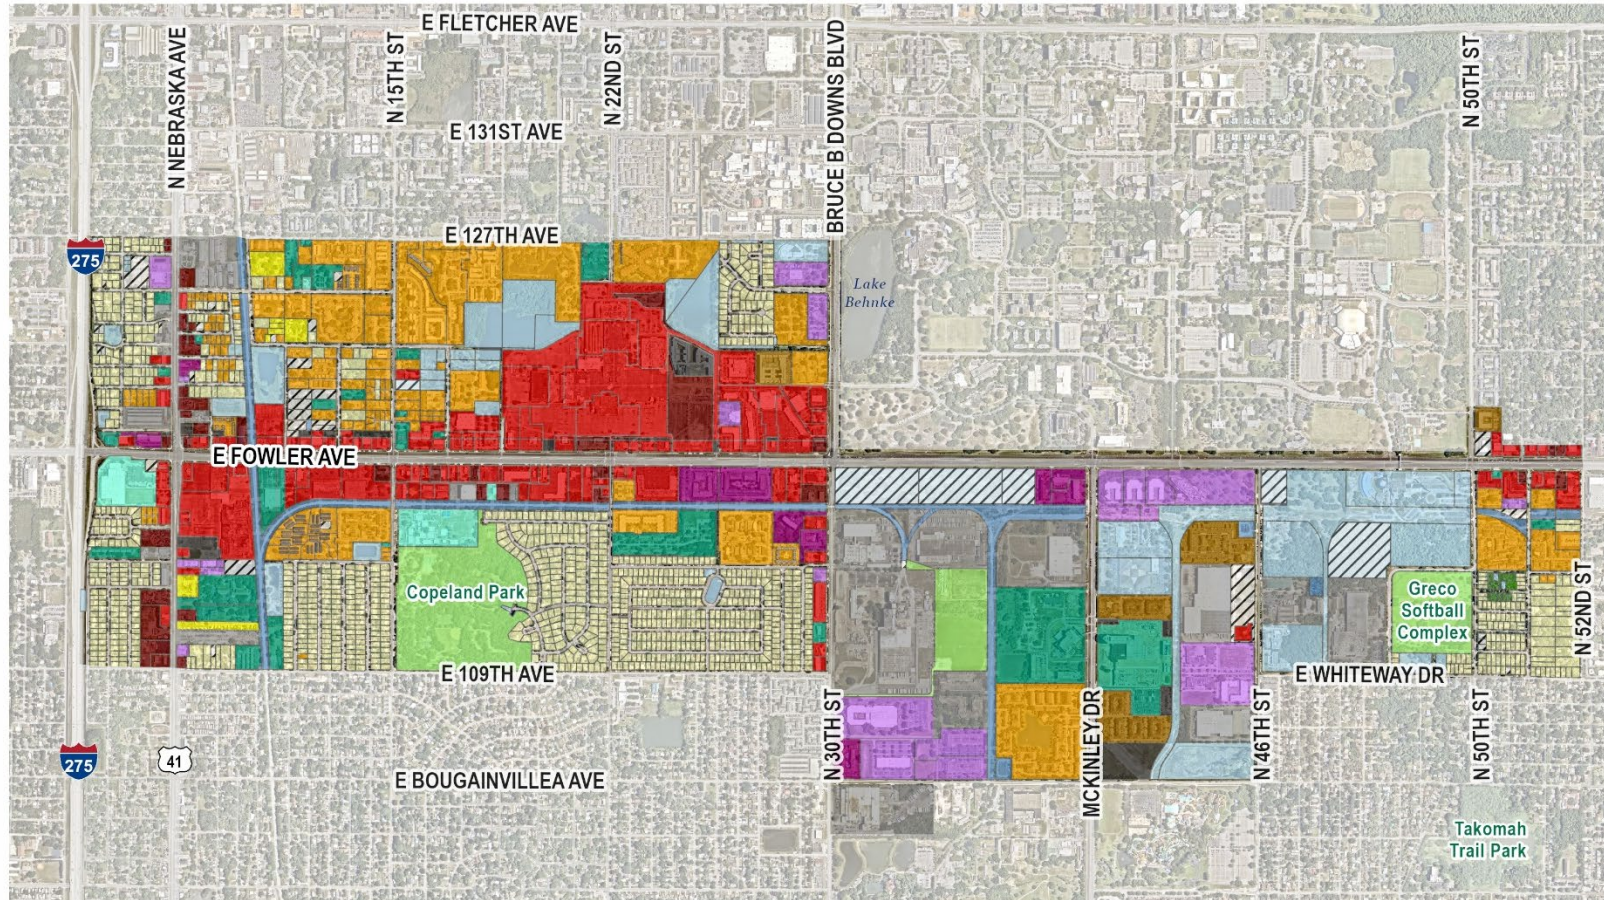 E FLETCHER AVE
N NEBRASKA AVE
N 15TH ST
N 22ND ST
BRUCE B DOWNS BLVD
N 50TH ST
E 131ST AVE
E 127TH AVE
275
Lake
Behnke
E FOWLER AVE
Copeland Park
Greco
Softball
Complex
N 52ND ST
E 109TH AVE
E WHITEWAY DR
N 30TH ST
MCKINLEY DR
N 46TH ST
N 50TH ST
275
41
E BOUGAINVILLEA AVE
Takomah
Trail Park